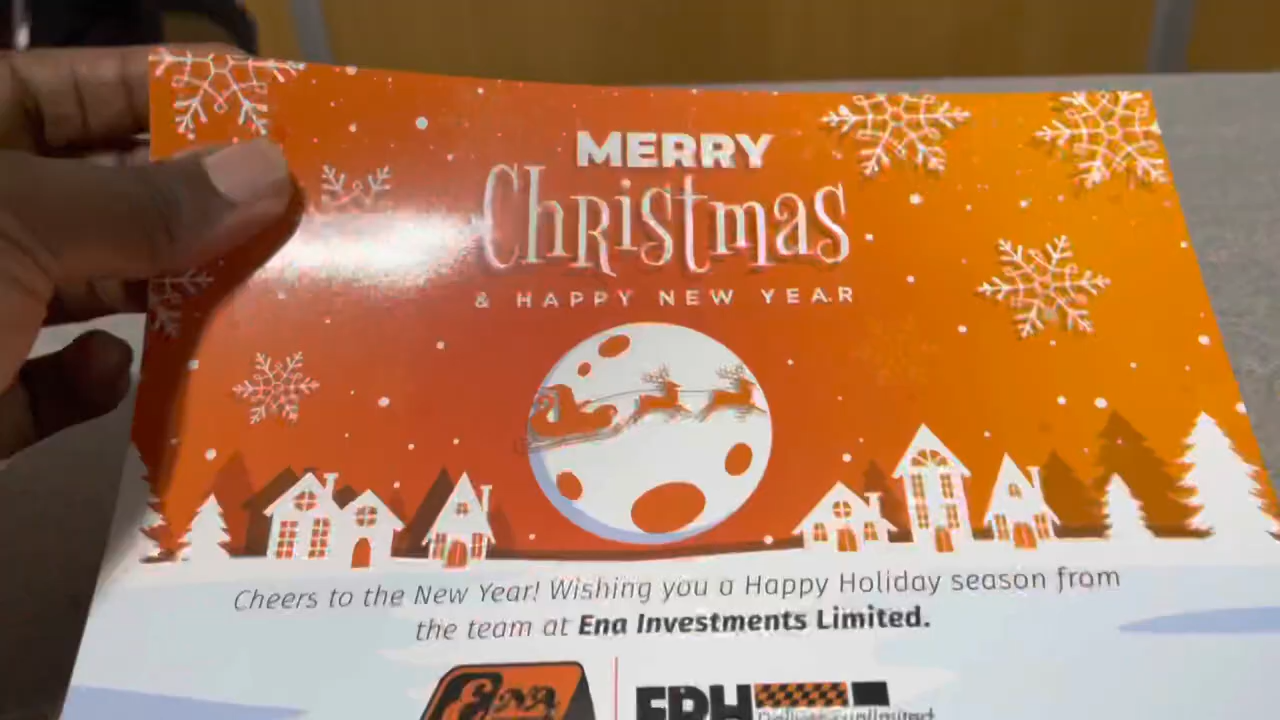 MERRY
Christmas
& HAPPY NEW YEAR
Cheers to the New Year! Wishing you a Happy Holiday season from
the team at Ena Investments Limited.
Ena